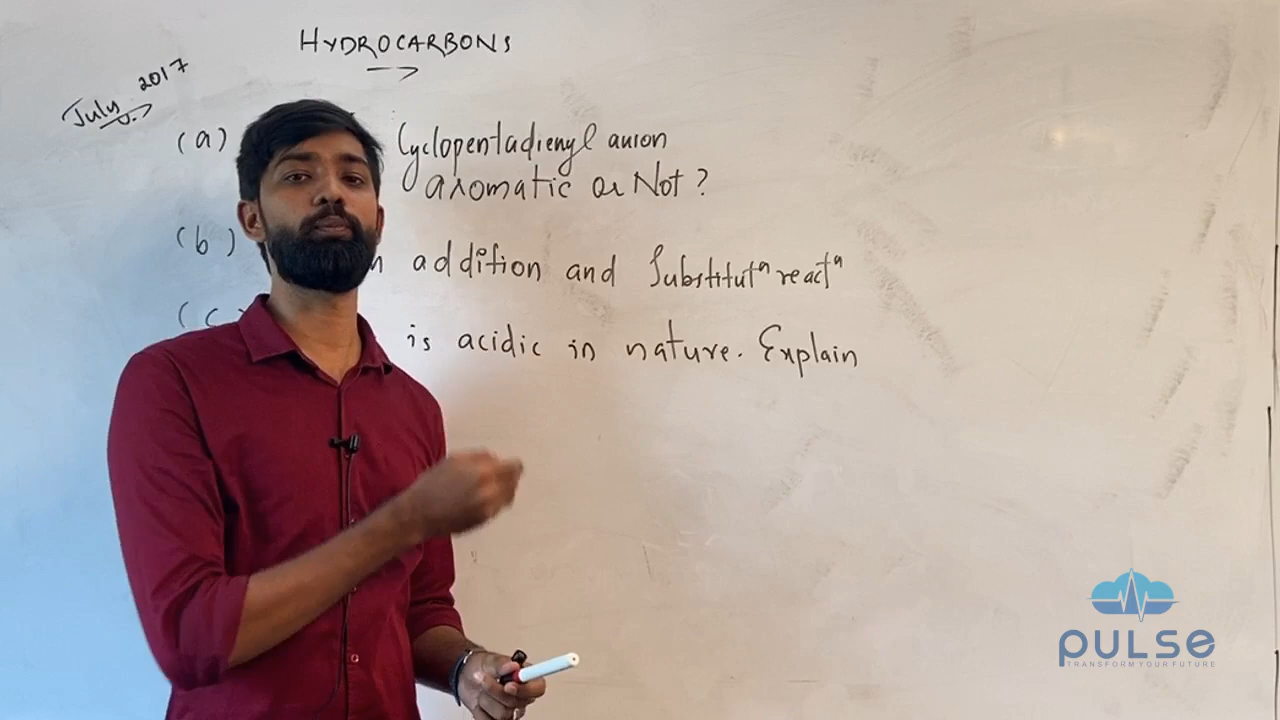 HYDROCARBONS
July 2017
(a) Cyclopentadienyl anion
aromatic or Not ?
(b) addition and Substitutⁿ reactⁿ
(c) is acidic in nature. Explain
PULSE
TRANSFORM YOUR FUTURE